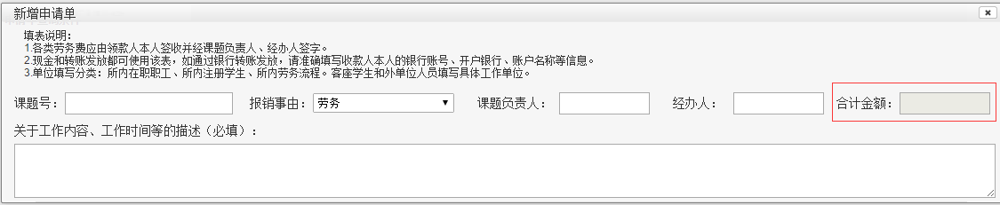 新增申请单
填表说明：
1.各类劳务费应由领款人本人签收并经课题负责人、经办人签字。
2.现金和转账发放都可使用该表，如通过银行转账发放，请准确填写收款人本人的银行账号、开户银行、账户名称等信息。
3.单位填写分类：所内在职职工、所内注册学生、所内劳务流程。客座学生和外单位人员填写具体工作单位。
课题号： 报销事由： 劳务 课题负责人： 经办人： 合计金额：
关于工作内容、工作时间等的描述（必填）：